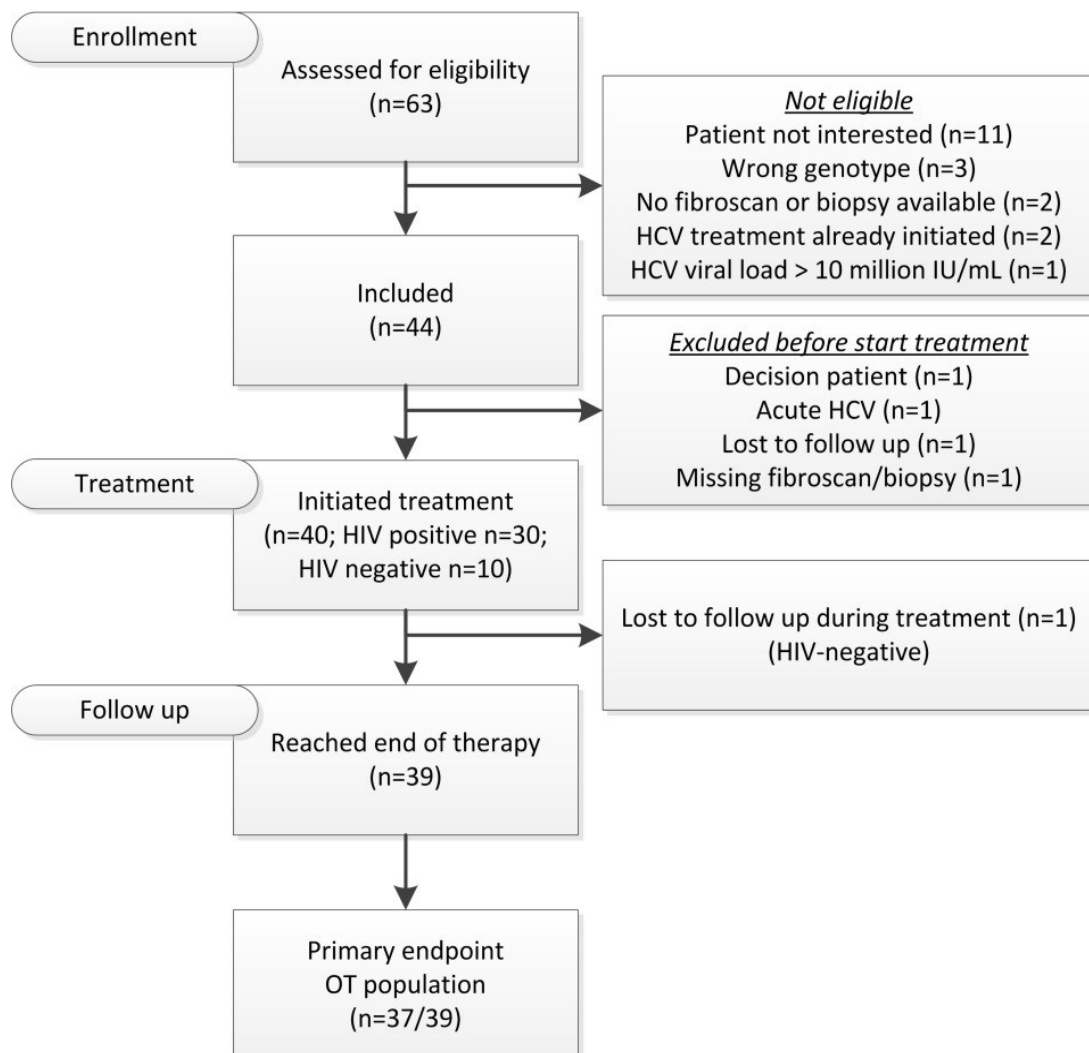 Enrollment
Assessed for eligibility
(n=63)
Not eligible
Patient not interested (n=11)
Wrong genotype (n=3)
No fibroscan or biopsy available (n=2)
HCV treatment already initiated (n=2)
HCV viral load > 10 million IU/mL (n=1)
Included
(n=44)
Excluded before start treatment
Decision patient (n=1)
Acute HCV (n=1)
Lost to follow up (n=1)
Missing fibroscan/biopsy (n=1)
Treatment
Initiated treatment
(n=40; HIV positive n=30;
HIV negative n=10)
Lost to follow up during treatment (n=1)
(HIV-negative)
Follow up
Reached end of therapy
(n=39)
Primary endpoint
OT population
(n=37/39)